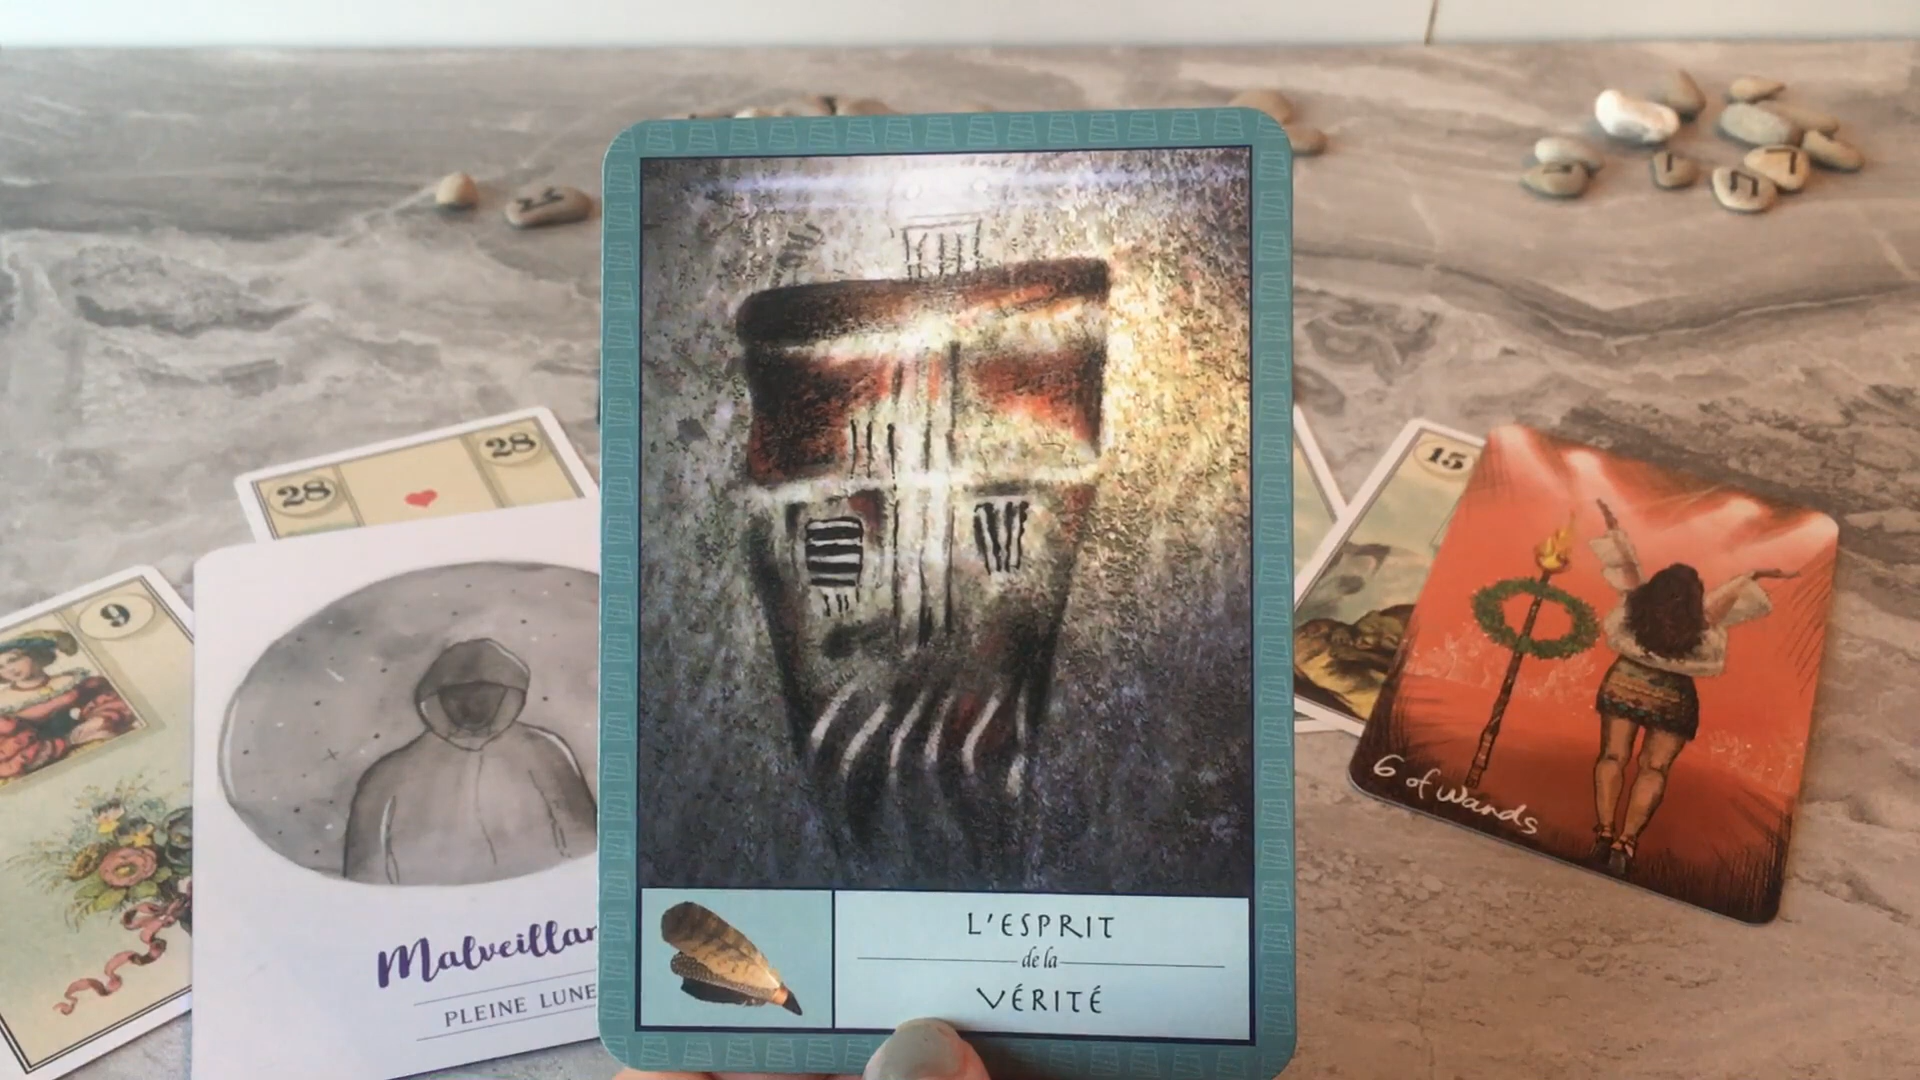 28
28
9
Malveillan
PLEINE LUNE
L'ESPRIT
de la
VÉRITÉ
15
6 of Wands